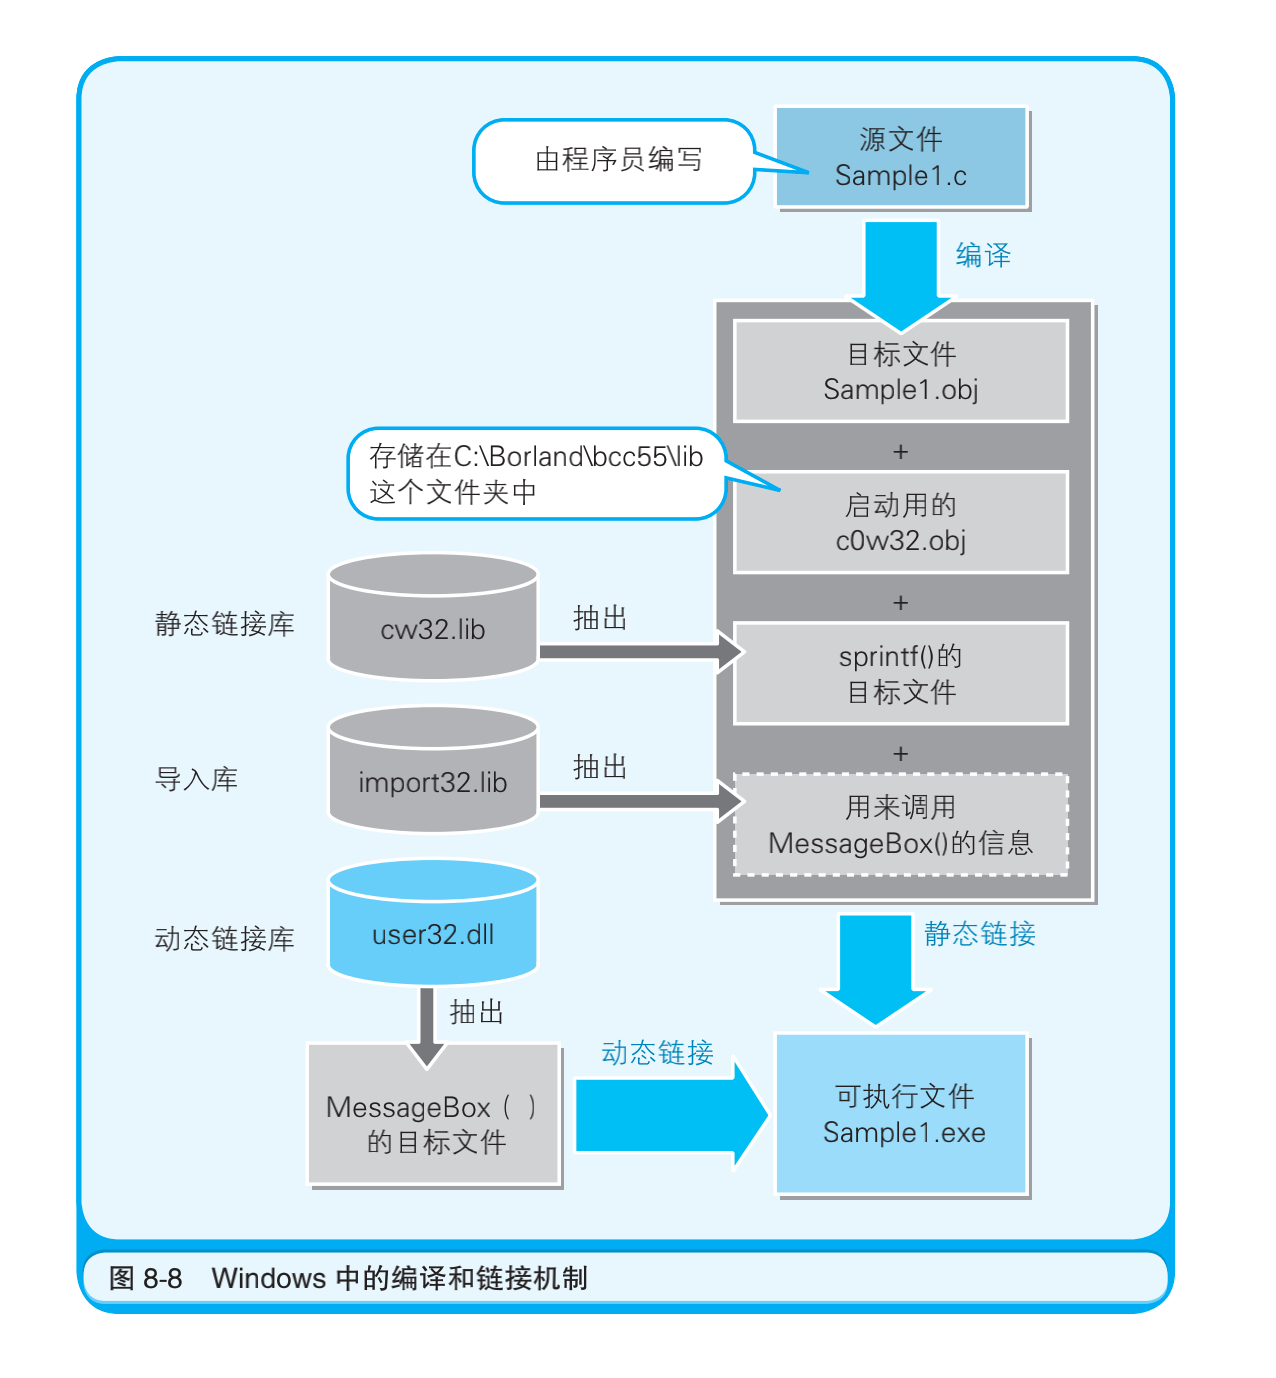 由程序员编写
源文件
Sample1.c
编译
目标文件
Sample1.obj
+
存储在C:\Borland\bcc55\lib
这个文件夹中
启动用的
c0w32.obj
+
静态链接库
cw32.lib
抽出
sprintf()的
目标文件
+
导入库
import32.lib
抽出
用来调用
MessageBox()的信息
动态链接库
user32.dll
静态链接
抽出
动态链接
MessageBox ( )
的目标文件
可执行文件
Sample1.exe
图 8-8 Windows 中的编译和链接机制